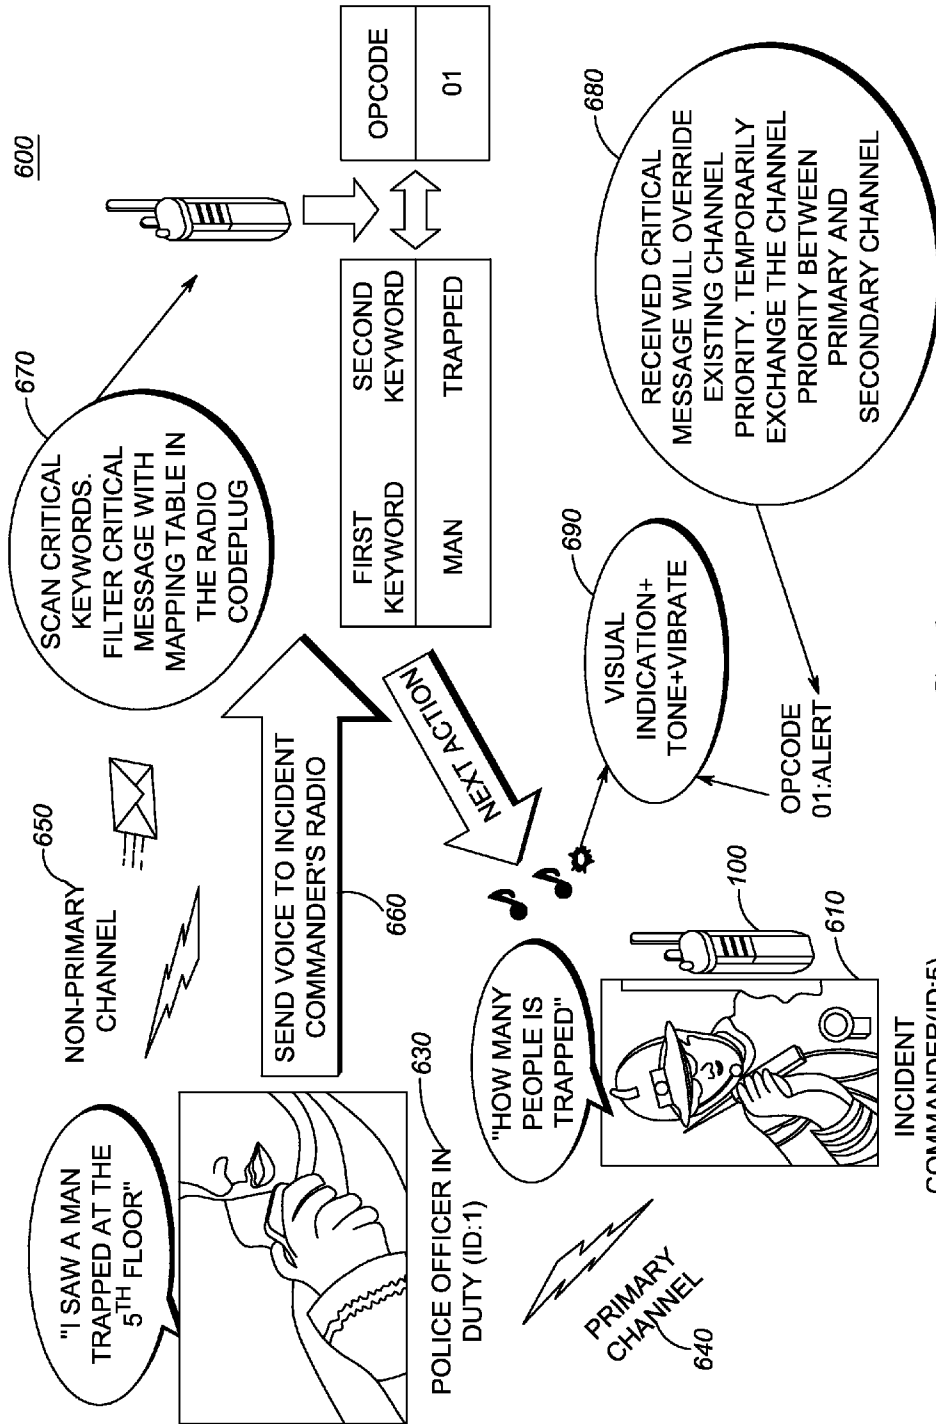 600
"I SAW A MAN
TRAPPED AT THE
5TH FLOOR"
NON-PRIMARY
CHANNEL
650
SCAN CRITICAL
KEYWORDS.
FILTER CRITICAL
MESSAGE WITH
MAPPING TABLE IN
THE RADIO
CODEPLUG
670
POLICE OFFICER IN
DUTY (ID:1)
630
SEND VOICE TO INCIDENT
COMMANDER'S RADIO
660
FIRST
KEYWORD
SECOND
KEYWORD
OPCODE
MAN
TRAPPED
01
NEXT ACTION
PRIMARY
CHANNEL
640
"HOW MANY
PEOPLE IS
TRAPPED"
VISUAL
INDICATION+
TONE+VIBRATE
690
RECEIVED CRITICAL
MESSAGE WILL OVERRIDE
EXISTING CHANNEL
PRIORITY. TEMPORARILY
EXCHANGE THE CHANNEL
PRIORITY BETWEEN
PRIMARY AND
SECONDARY CHANNEL
680
OPCODE
01:ALERT
100
610
INCIDENT
COMMANDER(ID:5)